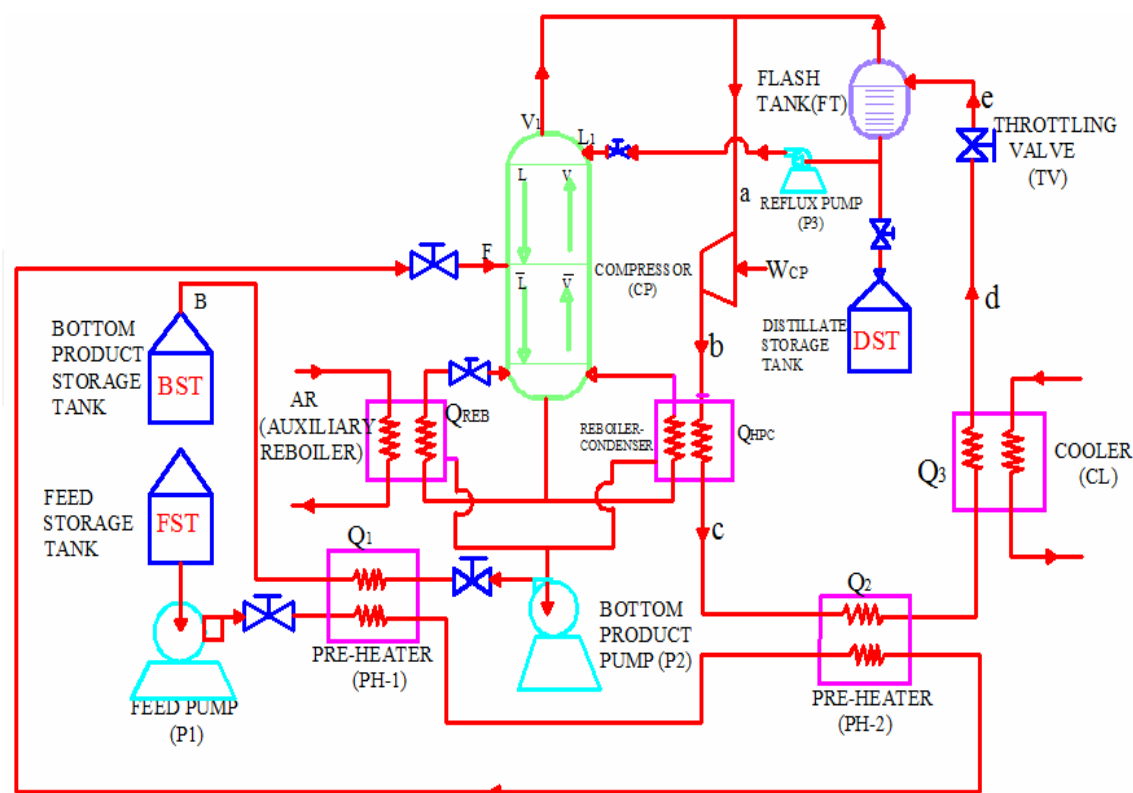 FLASH
TANK(FT)
e
THROTTLING
VALVE
(TV)
V1
L1
L
V
a
REFLUX PUMP
(P3)
F
COMPRESSOR
(CP)
WCP
L̅
V̅
d
B
BOTTOM
PRODUCT
STORAGE
TANK
BST
b
DISTILLATE
STORAGE
TANK
DST
AR
(AUXILIARY
REBOILER)
QREB
REBOILER-
CONDENSER
QHPC
Q3
COOLER
(CL)
FEED
STORAGE
TANK
FST
c
Q1
Q2
BOTTOM
PRODUCT
PUMP (P2)
PRE-HEATER
(PH-1)
PRE-HEATER
(PH-2)
FEED PUMP
(P1)